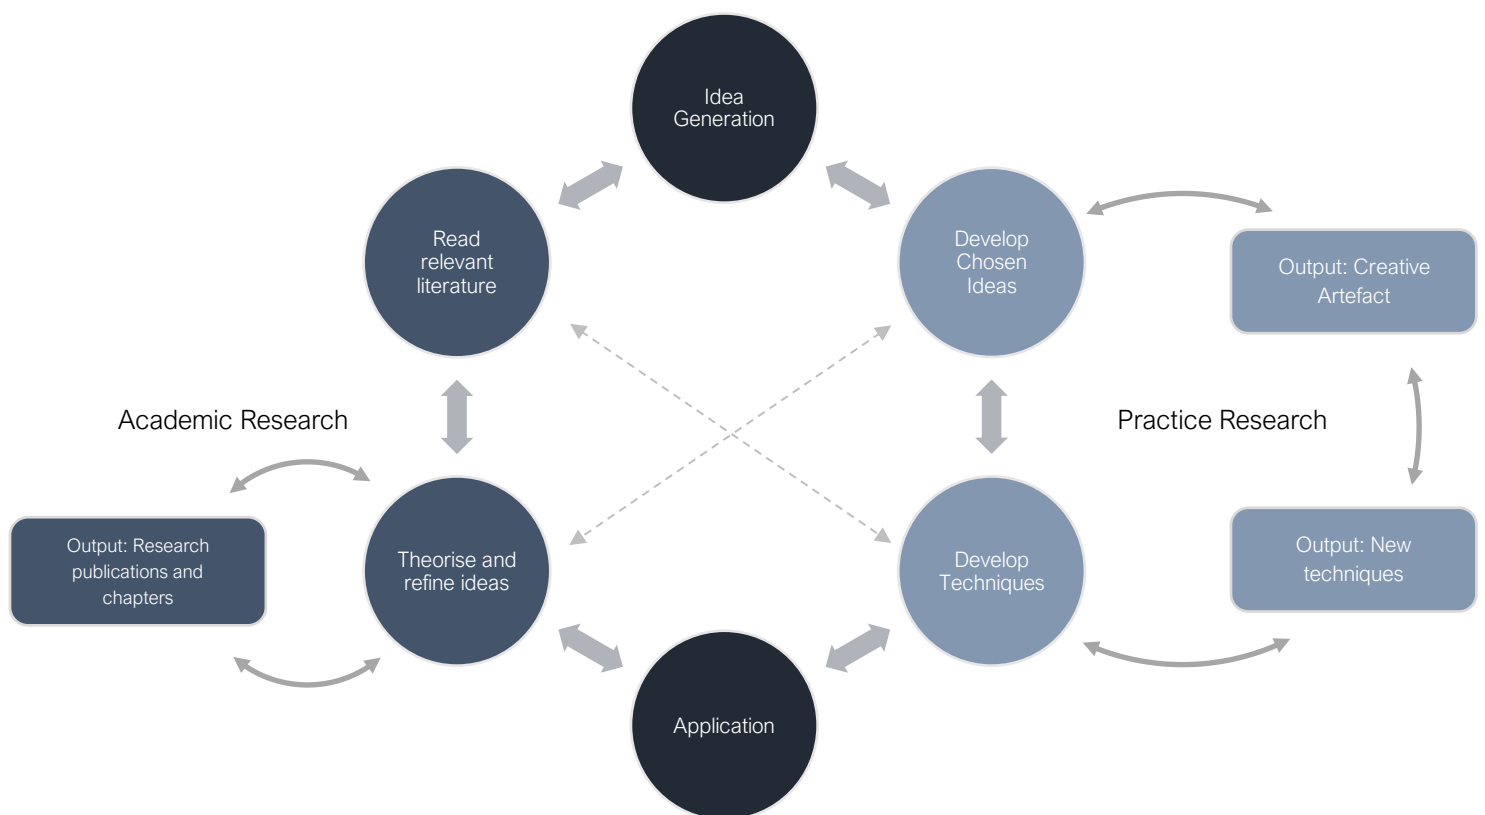 Idea
Generation
Read
relevant
literature
Develop
Chosen
Ideas
Output: Creative
Artefact
Academic Research
Practice Research
Output: Research
publications and
chapters
Theorise and
refine ideas
Develop
Techniques
Output: New
techniques
Application